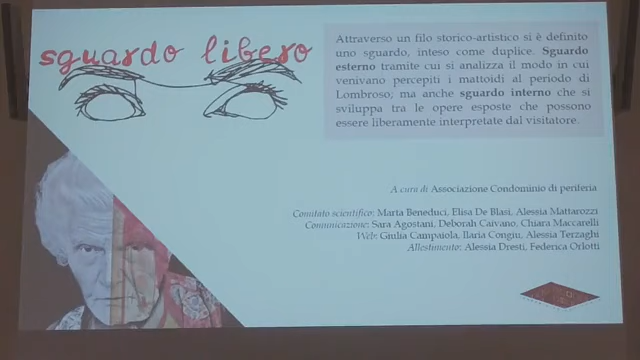 sguardo libero
Attraverso un filo storico-artistico si è definito
uno sguardo, inteso come duplice. Sguardo
esterno tramite cui si analizza il modo in cui
venivano percepiti i mattoidi al periodo di
Lombroso; ma anche sguardo interno che si
sviluppa tra le opere esposte che possono
essere liberamente interpretate dal visitatore.
A cura di Associazione Condominio di periferia
Comitato scientifico: Marta Beneduci, Elisa De Blasi, Alessia Mattarozzi
Comunicazione: Sara Agostani, Deborah Caivano, Chiara Maccarelli
Web: Giulia Campaiola, Ilaria Congiu, Alessia Terzaghi
Allestimento: Alessia Dresti, Federica Orlotti